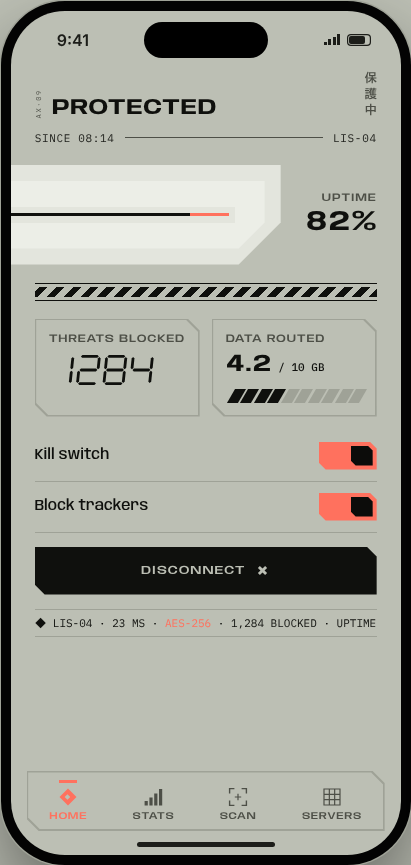 9:41
AX-09
PROTECTED
保護中
SINCE 08:14
LIS-04
UPTIME
82%
THREATS BLOCKED
1284
DATA ROUTED
4.2 / 10 GB
Kill switch
Block trackers
DISCONNECT
LIS-04 · 23 MS · AES-256 · 1,284 BLOCKED · UPTIME
HOME
STATS
SCAN
SERVERS